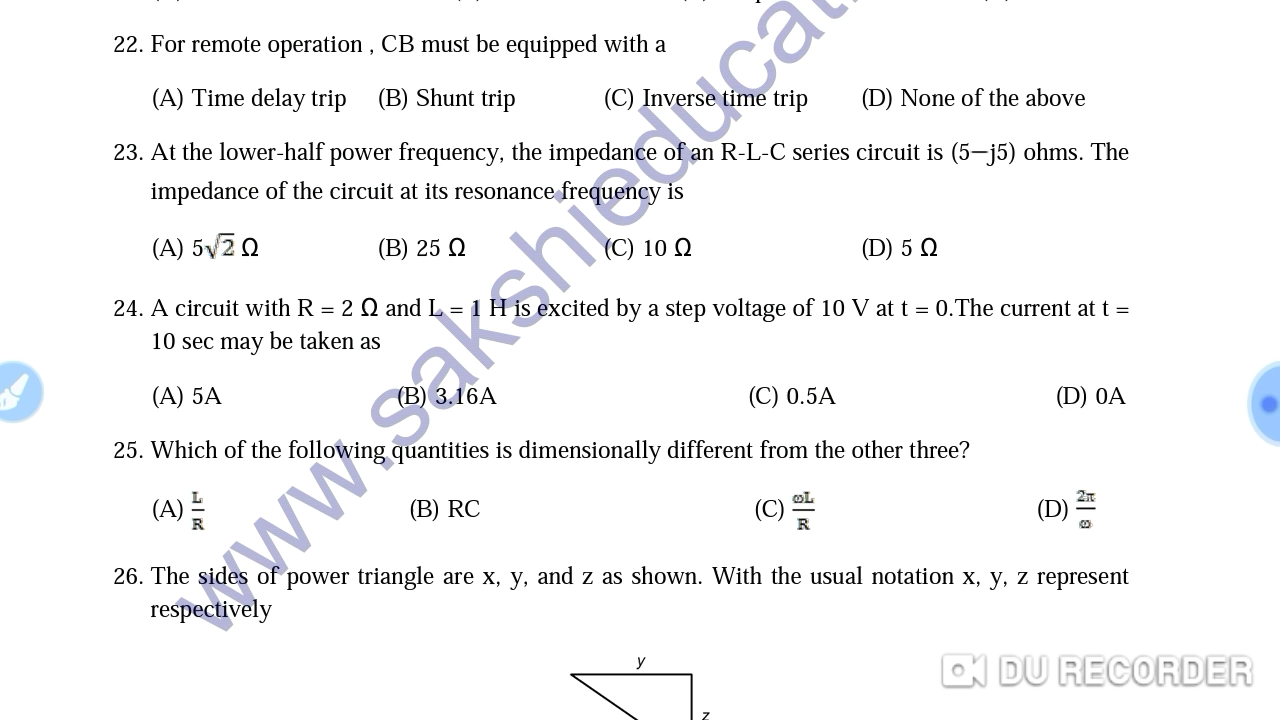 22. For remote operation , CB must be equipped with a
(A) Time delay trip (B) Shunt trip (C) Inverse time trip (D) None of the above
23. At the lower-half power frequency, the impedance of an R-L-C series circuit is (5−j5) ohms. The
impedance of the circuit at its resonance frequency is
(A) 5√2 Ω (B) 25 Ω (C) 10 Ω (D) 5 Ω
24. A circuit with R = 2 Ω and L = 1 H is excited by a step voltage of 10 V at t = 0.The current at t =
10 sec may be taken as
(A) 5A (B) 3.16A (C) 0.5A (D) 0A
25. Which of the following quantities is dimensionally different from the other three?
(A) L/R (B) RC (C) ωL/R (D) 2π/ω
26. The sides of power triangle are x, y, and z as shown. With the usual notation x, y, z represent
respectively
y
z
www.sakshieducat
DU RECORDER